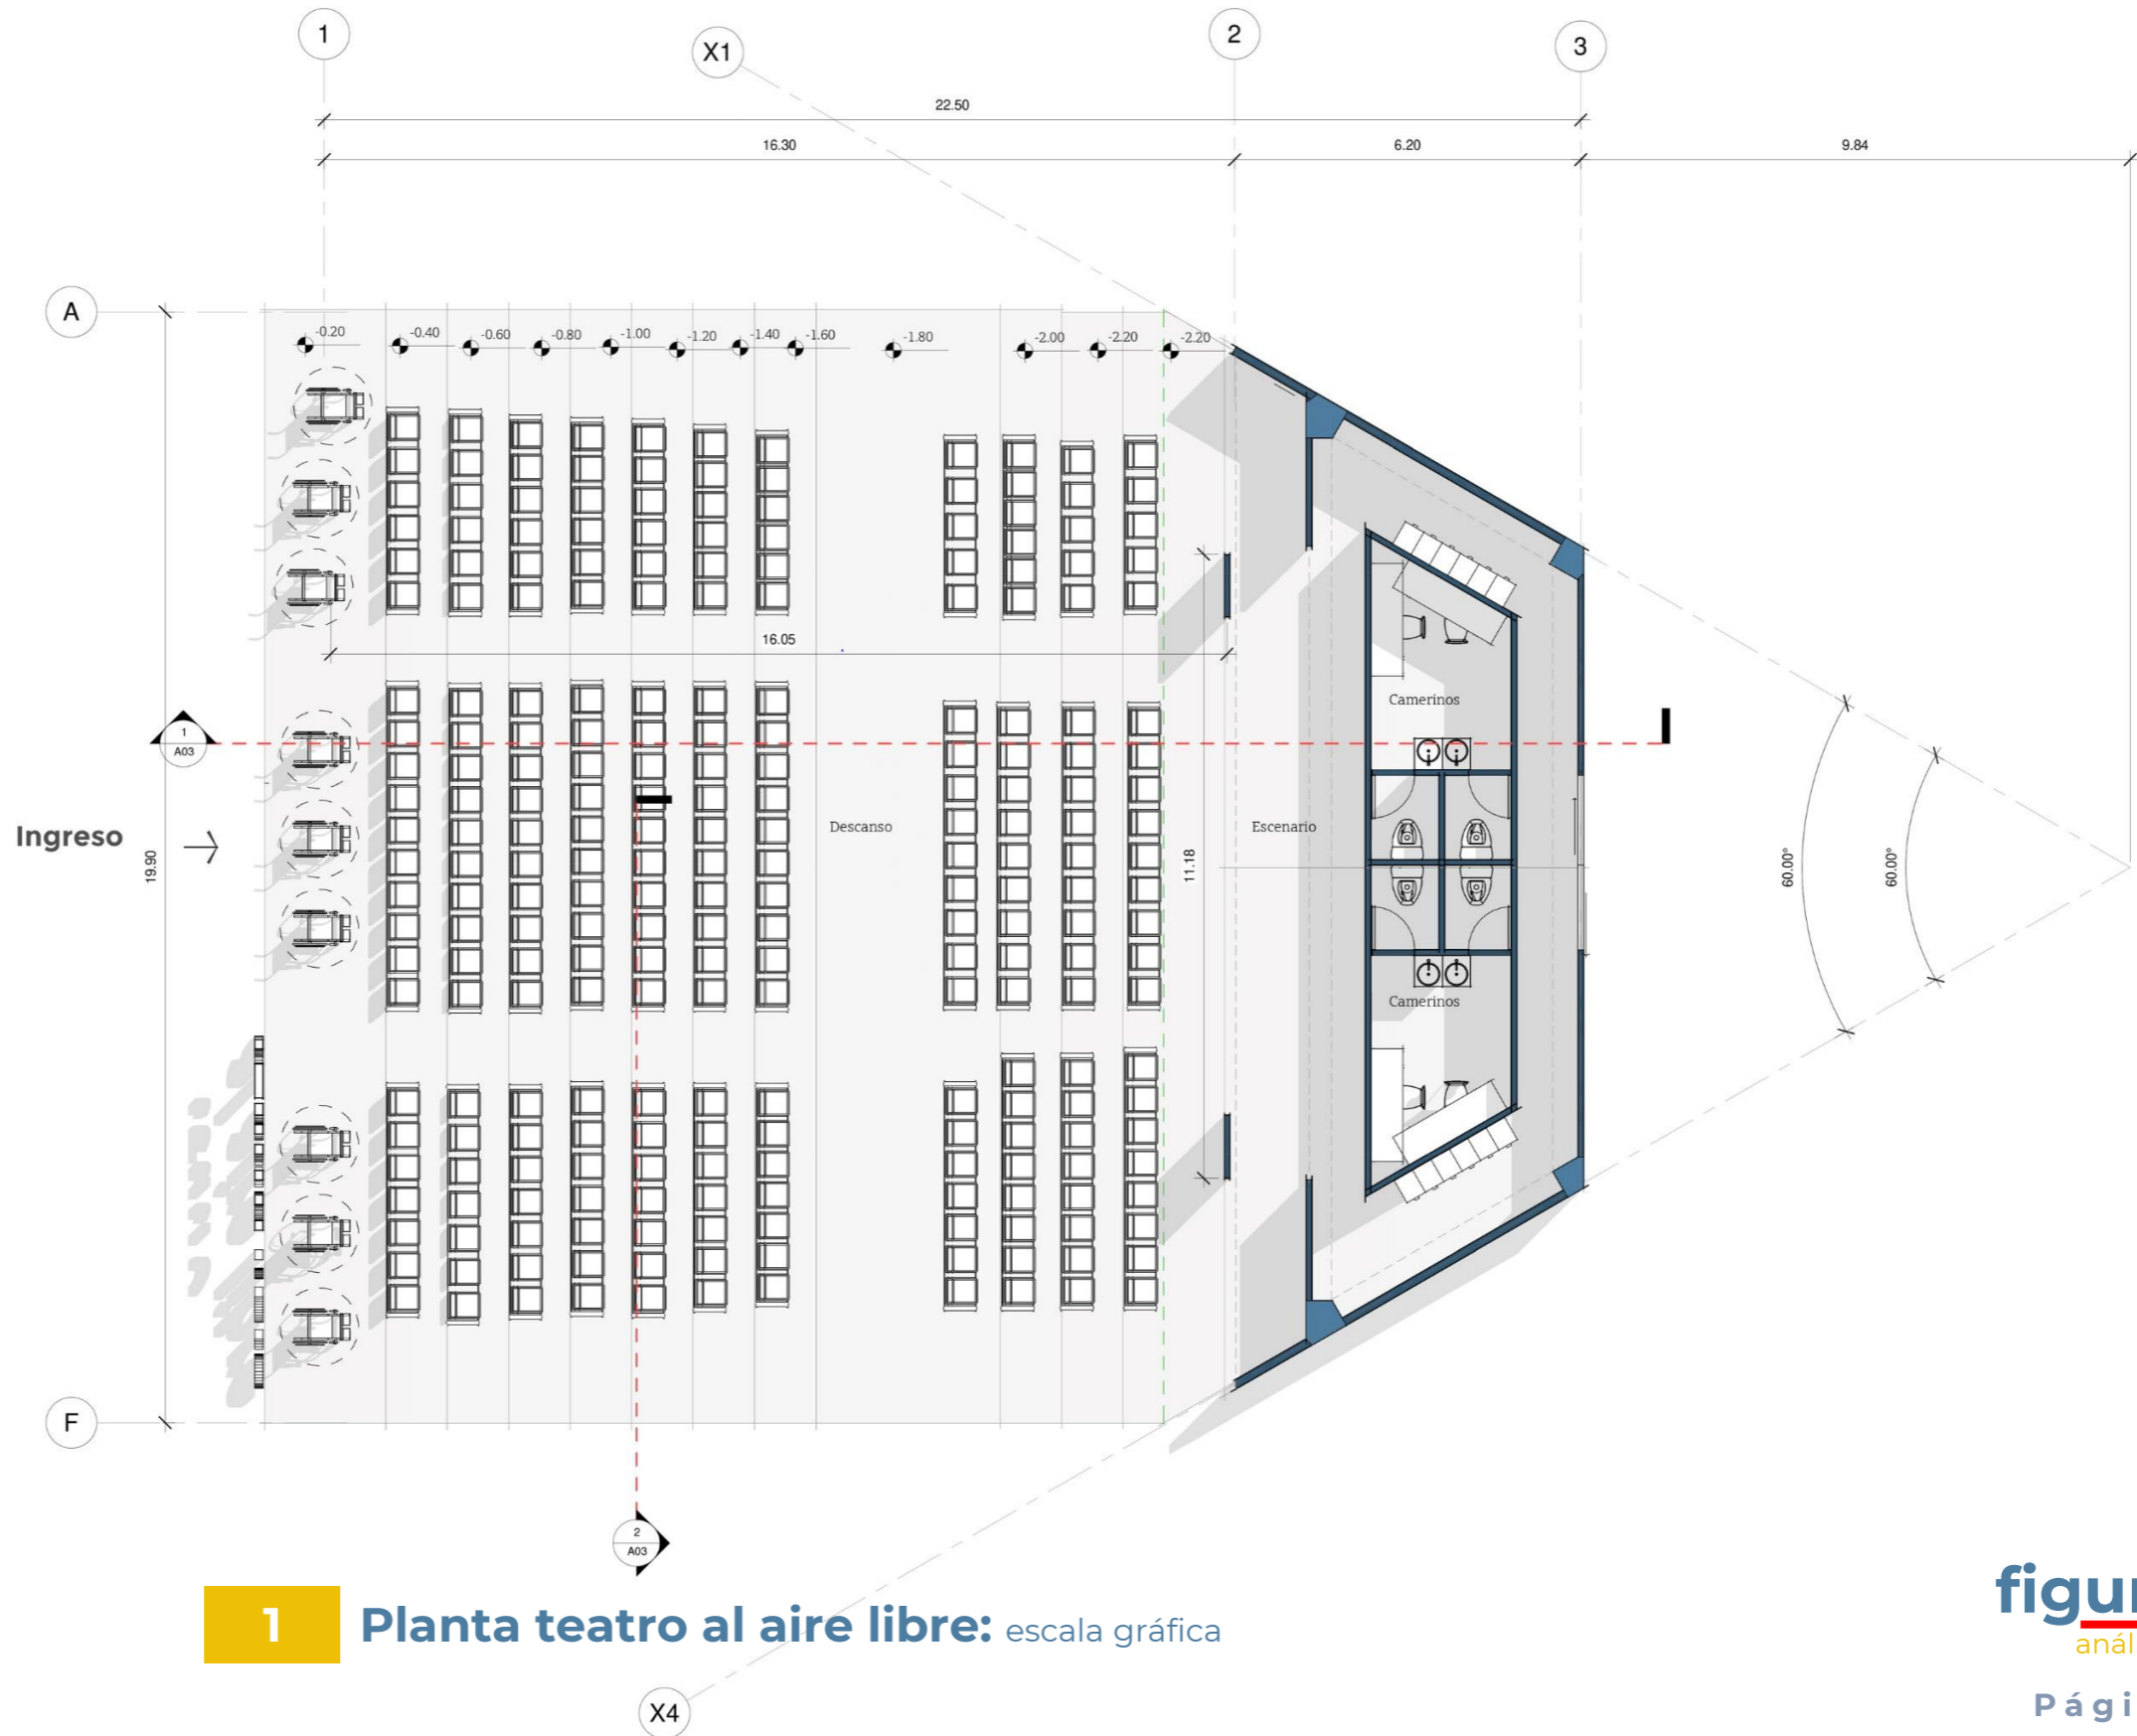 1
X1
2
3
22.50
16.30
6.20
9.84
A
-0.20
-0.40
-0.60
-0.80
-1.00
-1.20
-1.40
-1.60
-1.80
-2.00
-2.20
-2.20
16.05
Camerinos
1
A03
Ingreso
Descanso
Escenario
19.90
11.18
60.00°
60.00°
Camerinos
F
2
A03
1
Planta teatro al aire libre: escala gráfica
X4